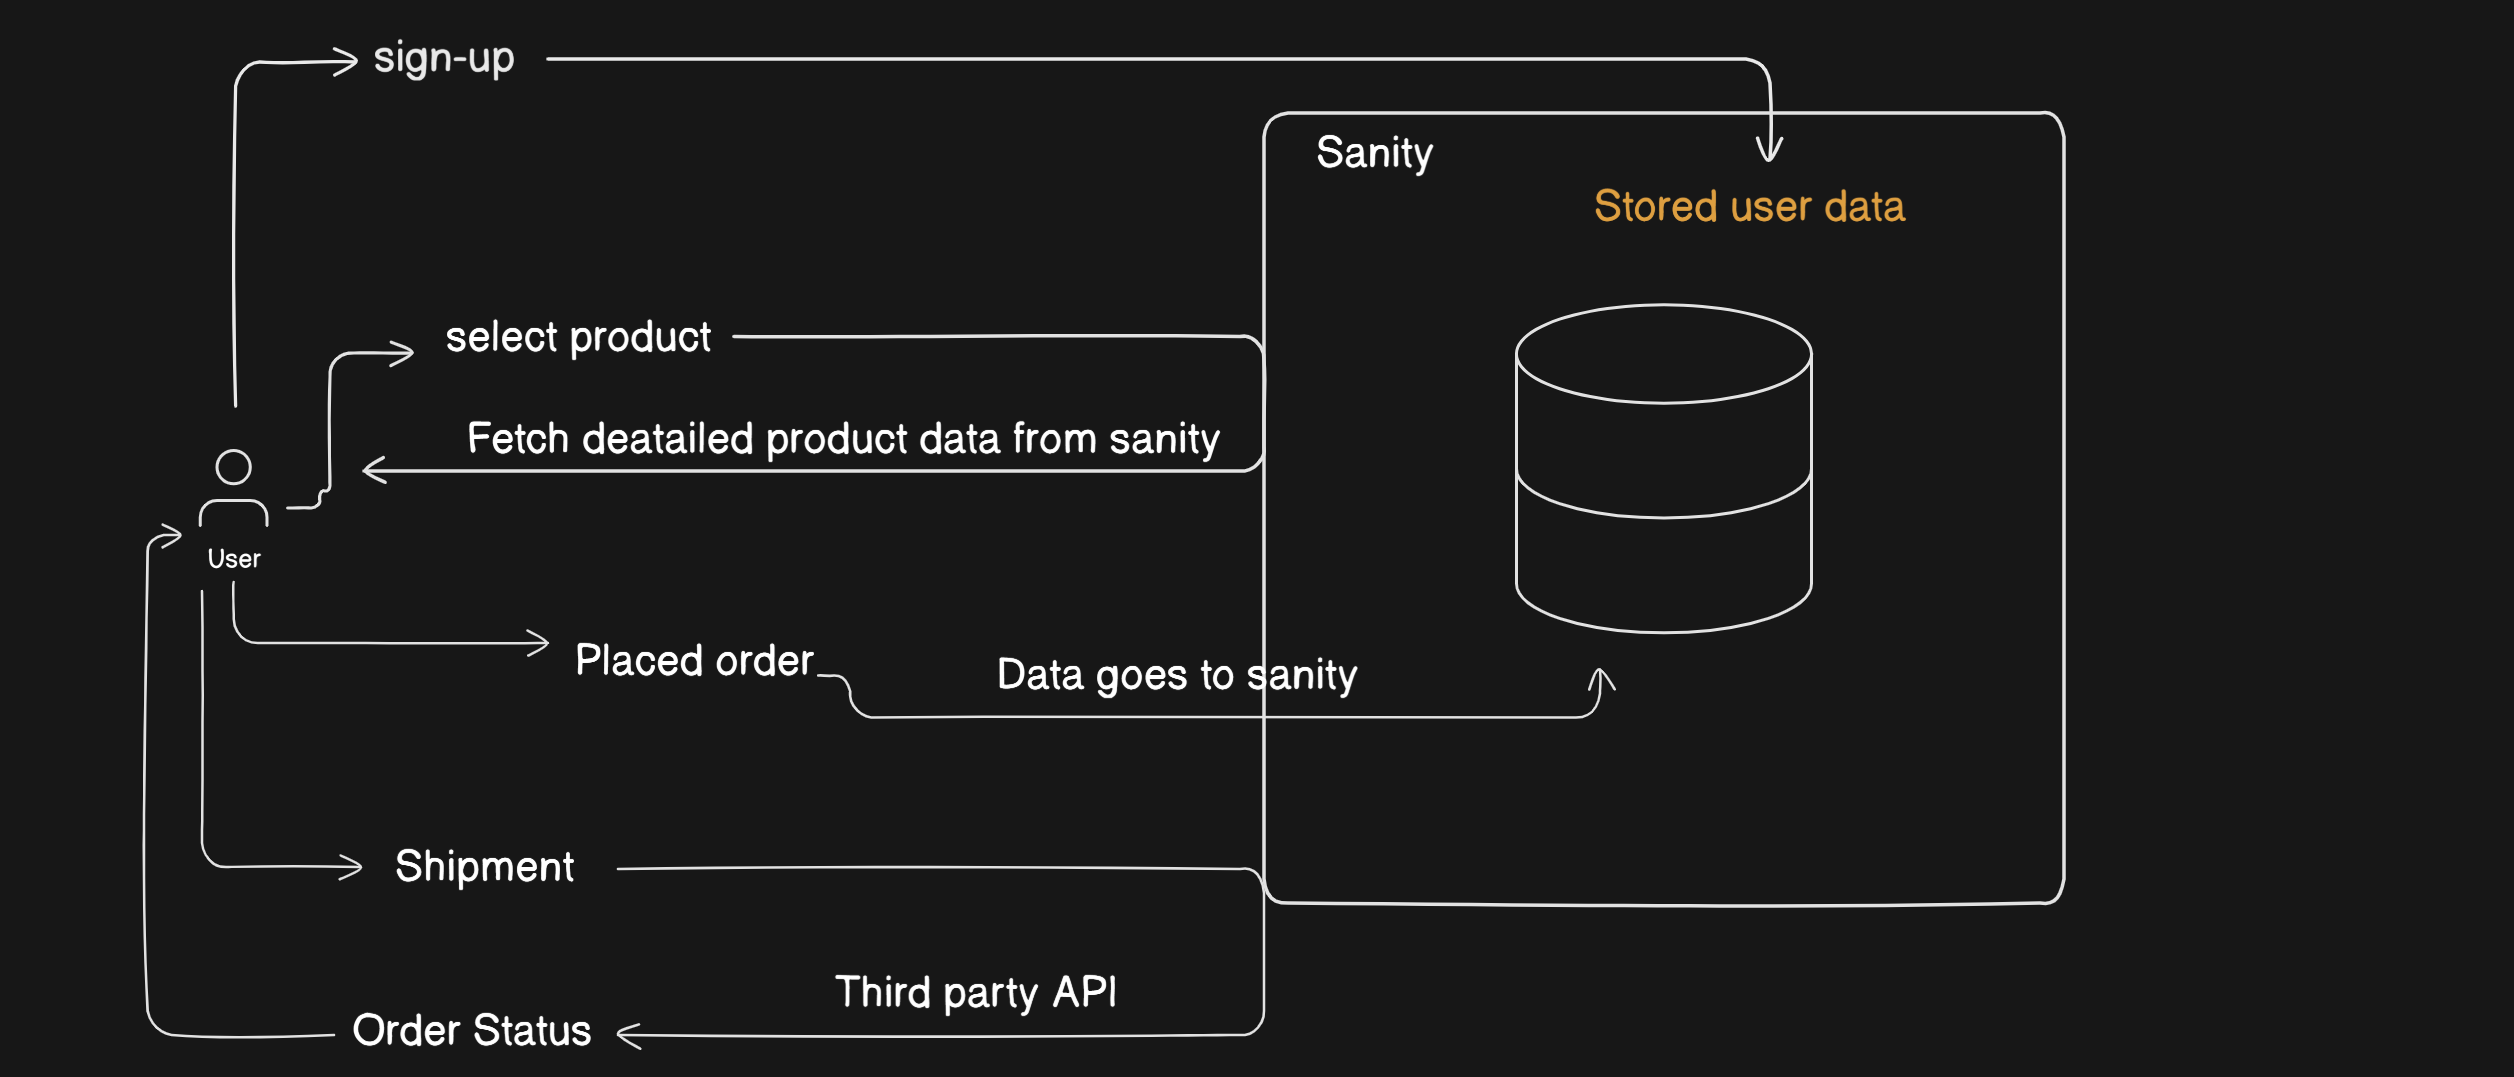 sign-up
Sanity
Stored user data
select product
Fetch deatailed product data from sanity
User
Placed order
Data goes to sanity
Shipment
Third party API
Order Status